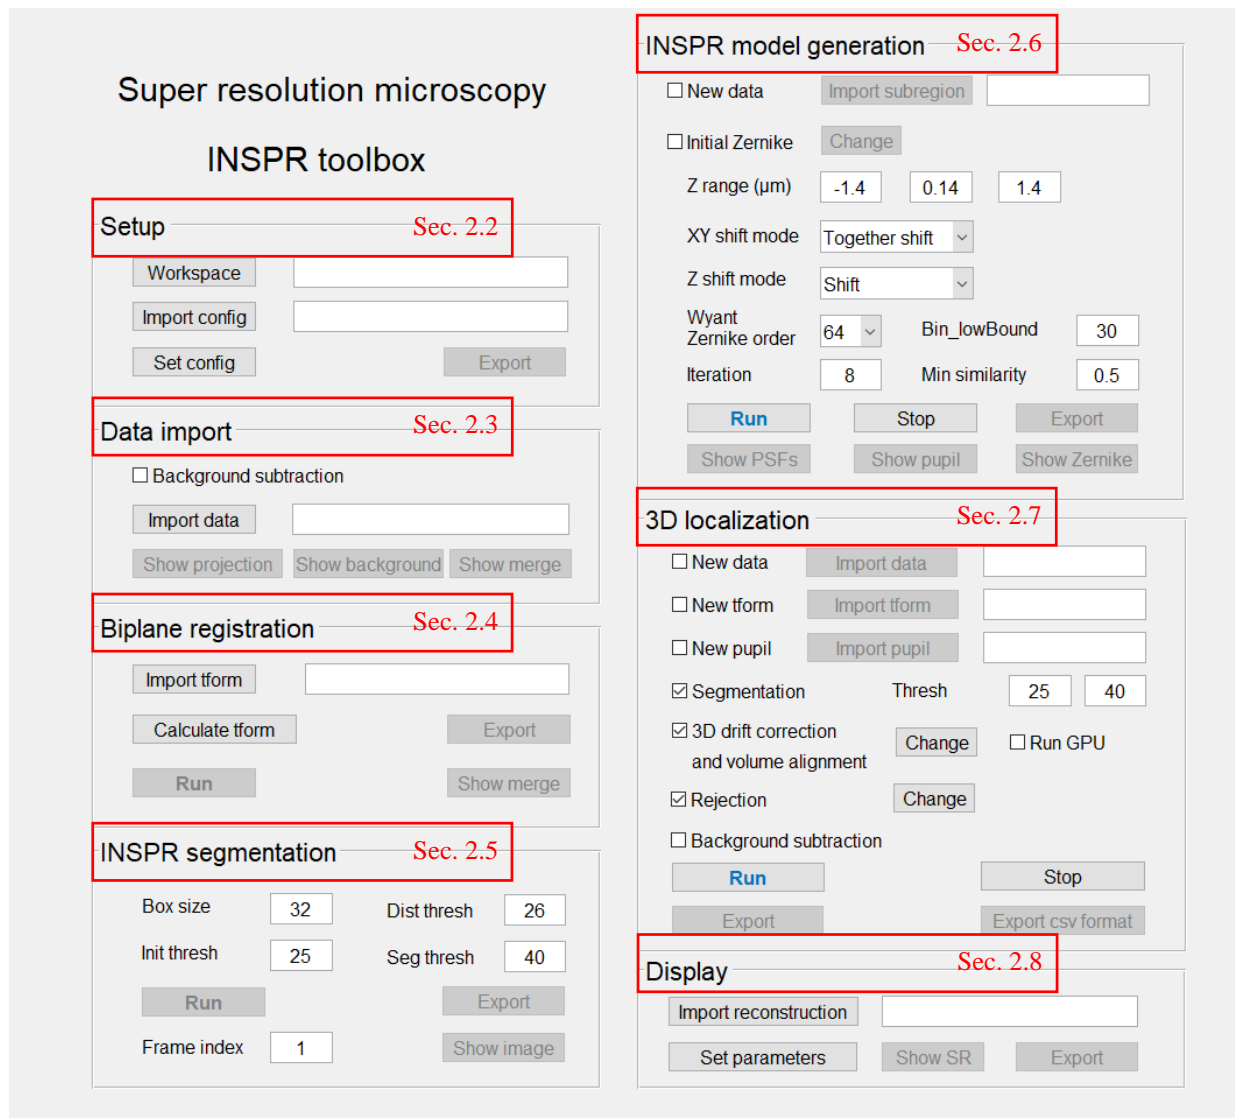 Super resolution microscopy
INSPR toolbox
Setup Sec. 2.2
Workspace
Import config
Set config Export
Data import Sec. 2.3
Background subtraction
Import data
Show projection Show background Show merge
Biplane registration Sec. 2.4
Import tform
Calculate tform Export
Run Show merge
INSPR segmentation Sec. 2.5
Box size 32 Dist thresh 26
Init thresh 25 Seg thresh 40
Run Export
Frame index 1 Show image
INSPR model generation Sec. 2.6
New data Import subregion
Initial Zernike Change
Z range (μm) -1.4 0.14 1.4
XY shift mode Together shift
Z shift mode Shift
Wyant
Zernike order 64 Bin_lowBound 30
Iteration 8 Min similarity 0.5
Run Stop Export
Show PSFs Show pupil Show Zernike
3D localization Sec. 2.7
New data Import data
New tform Import tform
New pupil Import pupil
Segmentation Thresh 25 40
3D drift correction
and volume alignment Change Run GPU
Rejection Change
Background subtraction
Run Stop
Export Export csv format
Display Sec. 2.8
Import reconstruction
Set parameters Show SR Export